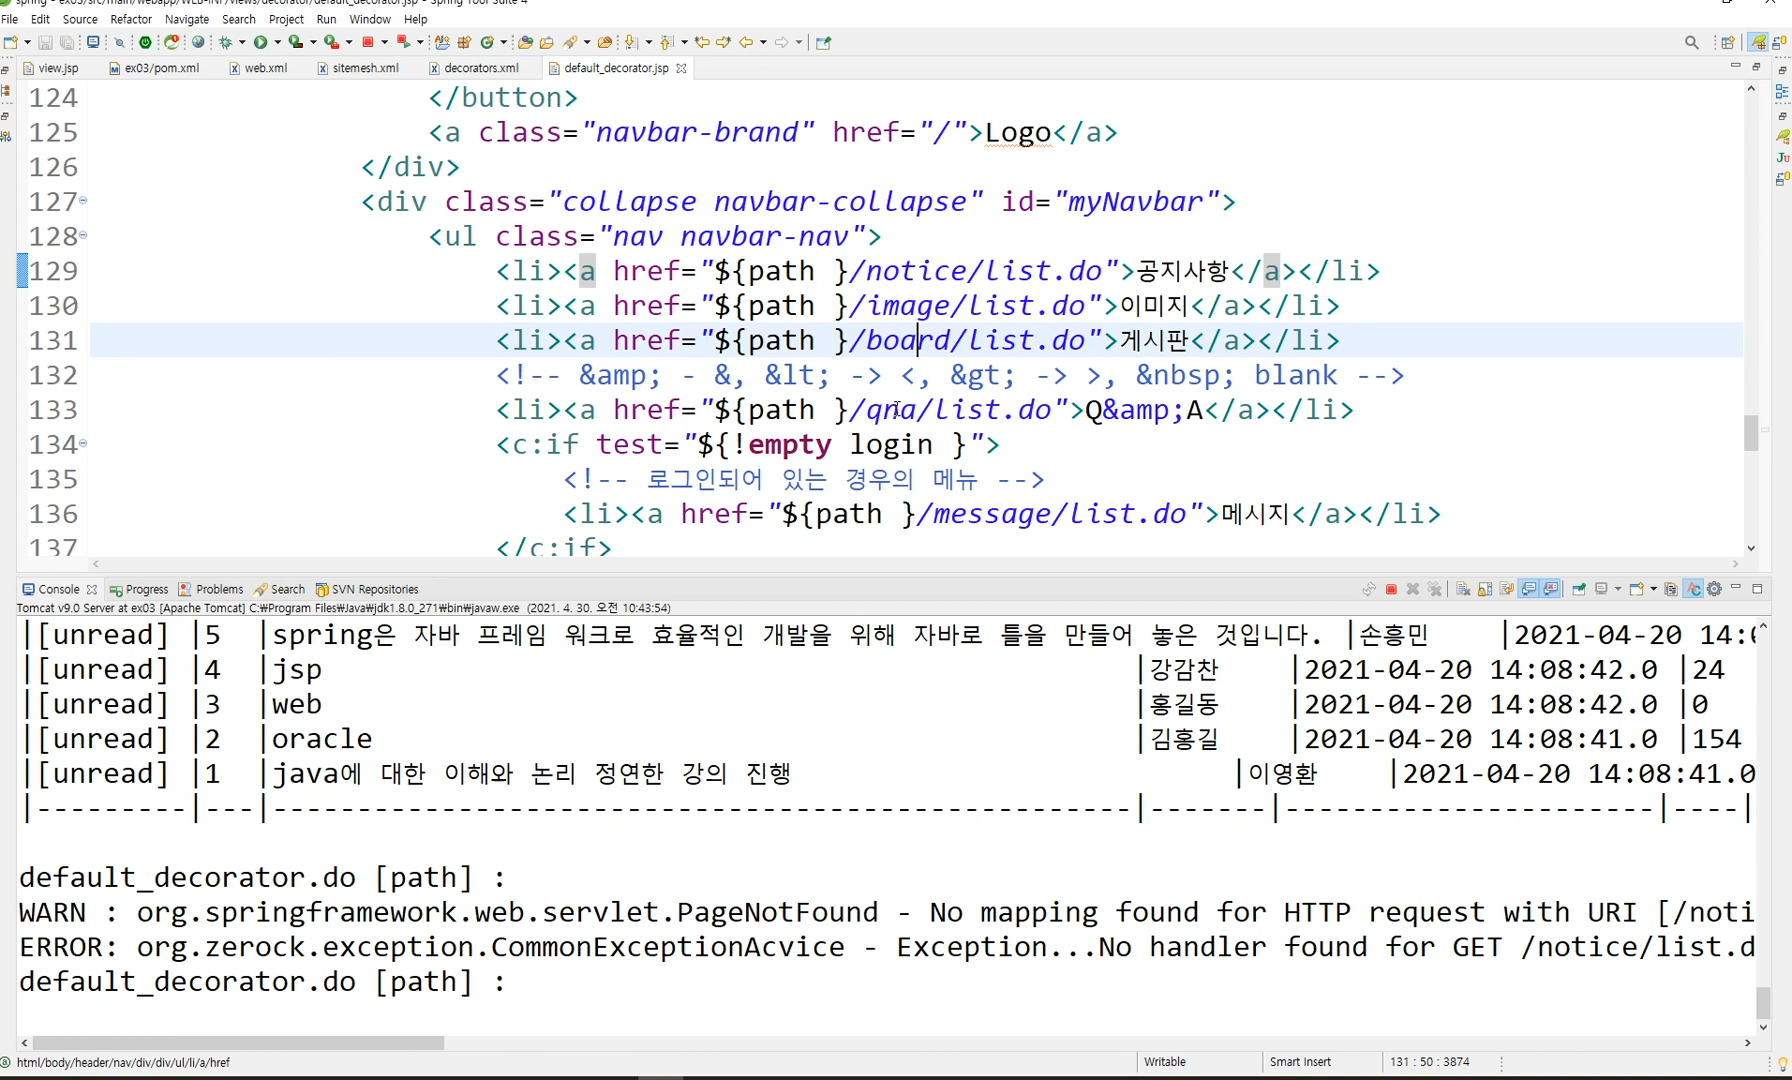 spring - ex03/src/main/webapp/WEB-INF/views/decorator/default_decorator.jsp - Spring Tool Suite 4
File Edit Source Refactor Navigate Search Project Run Window Help
view.jsp ex03/pom.xml web.xml sitemesh.xml decorators.xml default_decorator.jsp
124 </button>
125 <a class="navbar-brand" href="/">Logo</a>
126 </div>
127 <div class="collapse navbar-collapse" id="myNavbar">
128 <ul class="nav navbar-nav">
129 <li><a href="${path }/notice/list.do">공지사항</a></li>
130 <li><a href="${path }/image/list.do">이미지</a></li>
131 <li><a href="${path }/board/list.do">게시판</a></li>
132 <!-- &amp; - &, &lt; -> <, &gt; -> >, &nbsp; blank -->
133 <li><a href="${path }/qna/list.do">Q&amp;A</a></li>
134 <c:if test="${!empty login }">
135 <!-- 로그인되어 있는 경우의 메뉴 -->
136 <li><a href="${path }/message/list.do">메시지</a></li>
137 </c:if>
Console Progress Problems Search SVN Repositories
Tomcat v9.0 Server at ex03 [Apache Tomcat] C:₩Program Files₩Java₩jdk1.8.0_271₩bin₩javaw.exe (2021. 4. 30. 오전 10:43:54)
|[unread] |5 |spring은 자바 프레임 워크로 효율적인 개발을 위해 자바로 틀을 만들어 놓은 것입니다. |손흥민 |2021-04-20 14:0
|[unread] |4 |jsp |강감찬 |2021-04-20 14:08:42.0 |24
|[unread] |3 |web |홍길동 |2021-04-20 14:08:42.0 |0
|[unread] |2 |oracle |김홍길 |2021-04-20 14:08:41.0 |154
|[unread] |1 |java에 대한 이해와 논리 정연한 강의 진행 |이영환 |2021-04-20 14:08:41.0
|---------|---|---------------------------------------------------|-------|----------------------|----|
default_decorator.do [path] :
WARN : org.springframework.web.servlet.PageNotFound - No mapping found for HTTP request with URI [/noti
ERROR: org.zerock.exception.CommonExceptionAcvice - Exception...No handler found for GET /notice/list.d
default_decorator.do [path] :
html/body/header/nav/div/div/ul/li/a/href Writable Smart Insert 131 : 50 : 3874